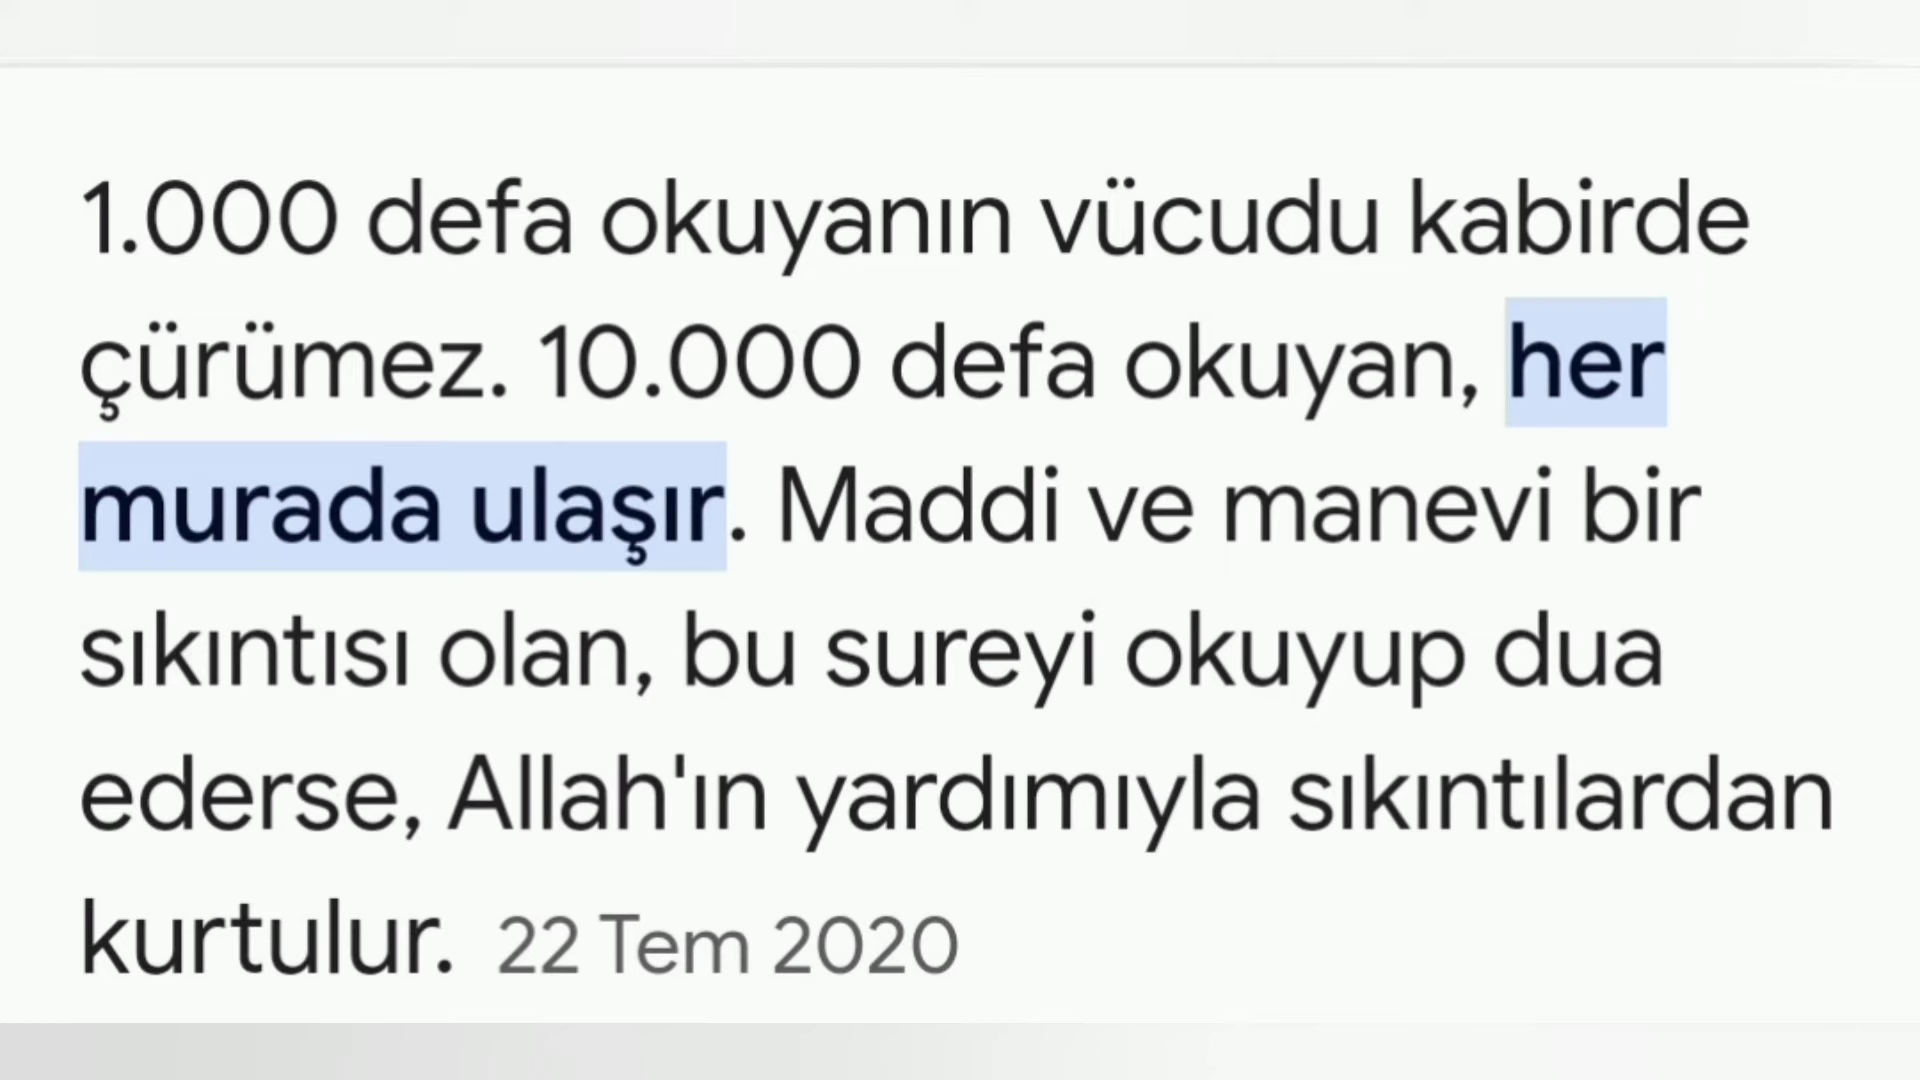 1.000 defa okuyanın vücudu kabirde
çürümez. 10.000 defa okuyan, her
murada ulaşır. Maddi ve manevi bir
sıkıntısı olan, bu sureyi okuyup dua
ederse, Allah'ın yardımıyla sıkıntılardan
kurtulur. 22 Tem 2020